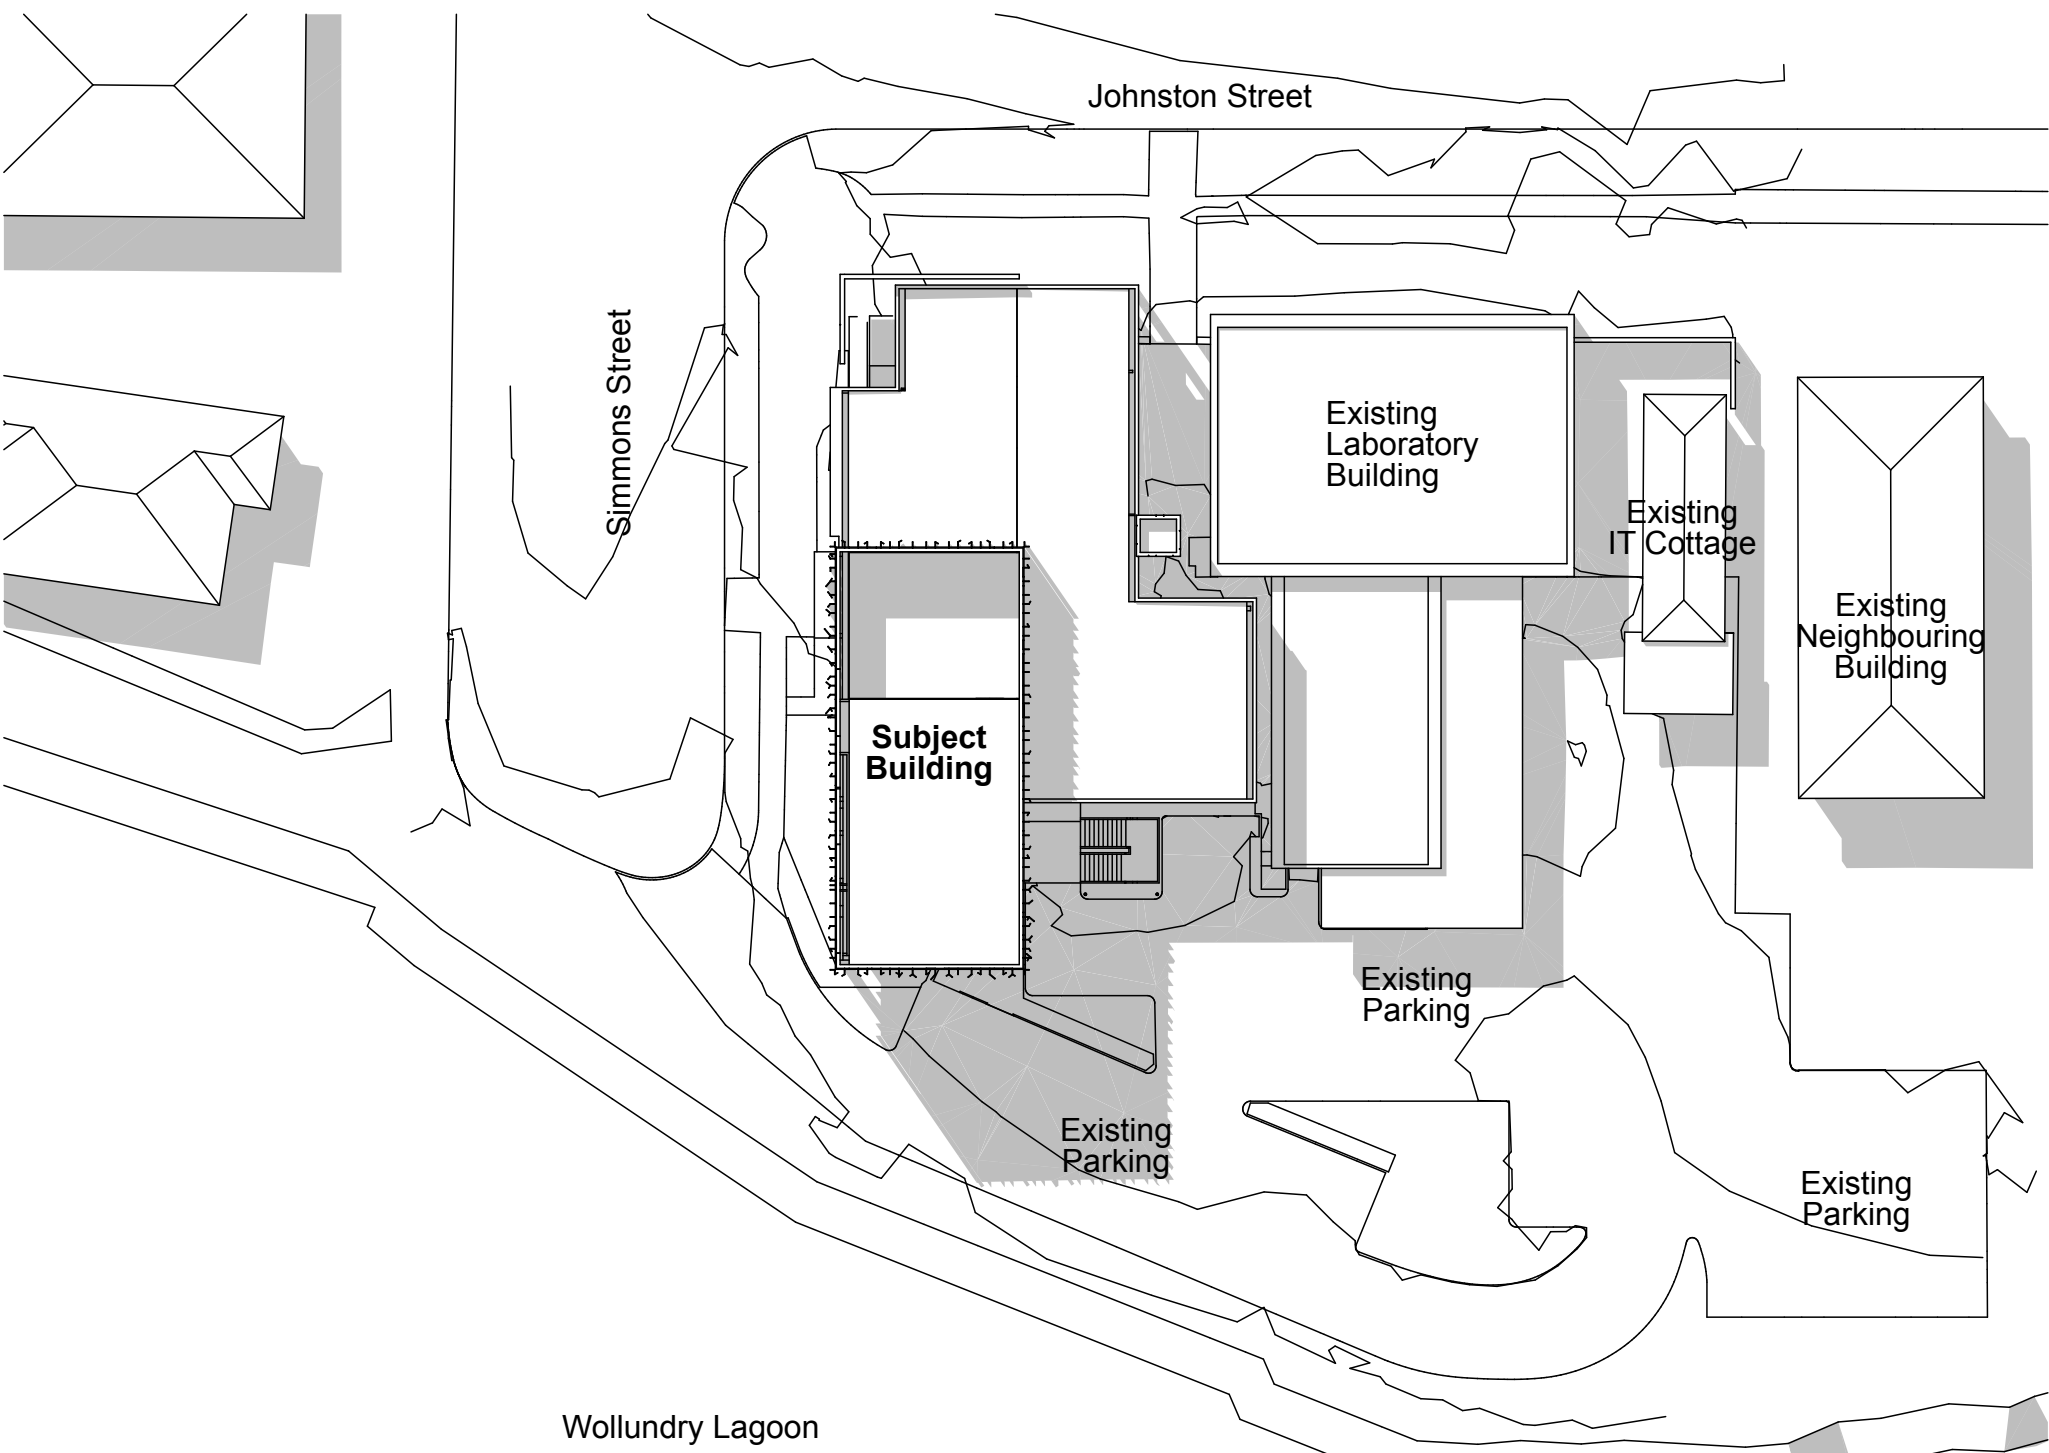 Johnston Street
Simmons Street
Existing
Laboratory
Building
Existing
IT Cottage
Existing
Neighbouring
Building
Subject
Building
Existing
Parking
Existing
Parking
Existing
Parking
Wollundry Lagoon